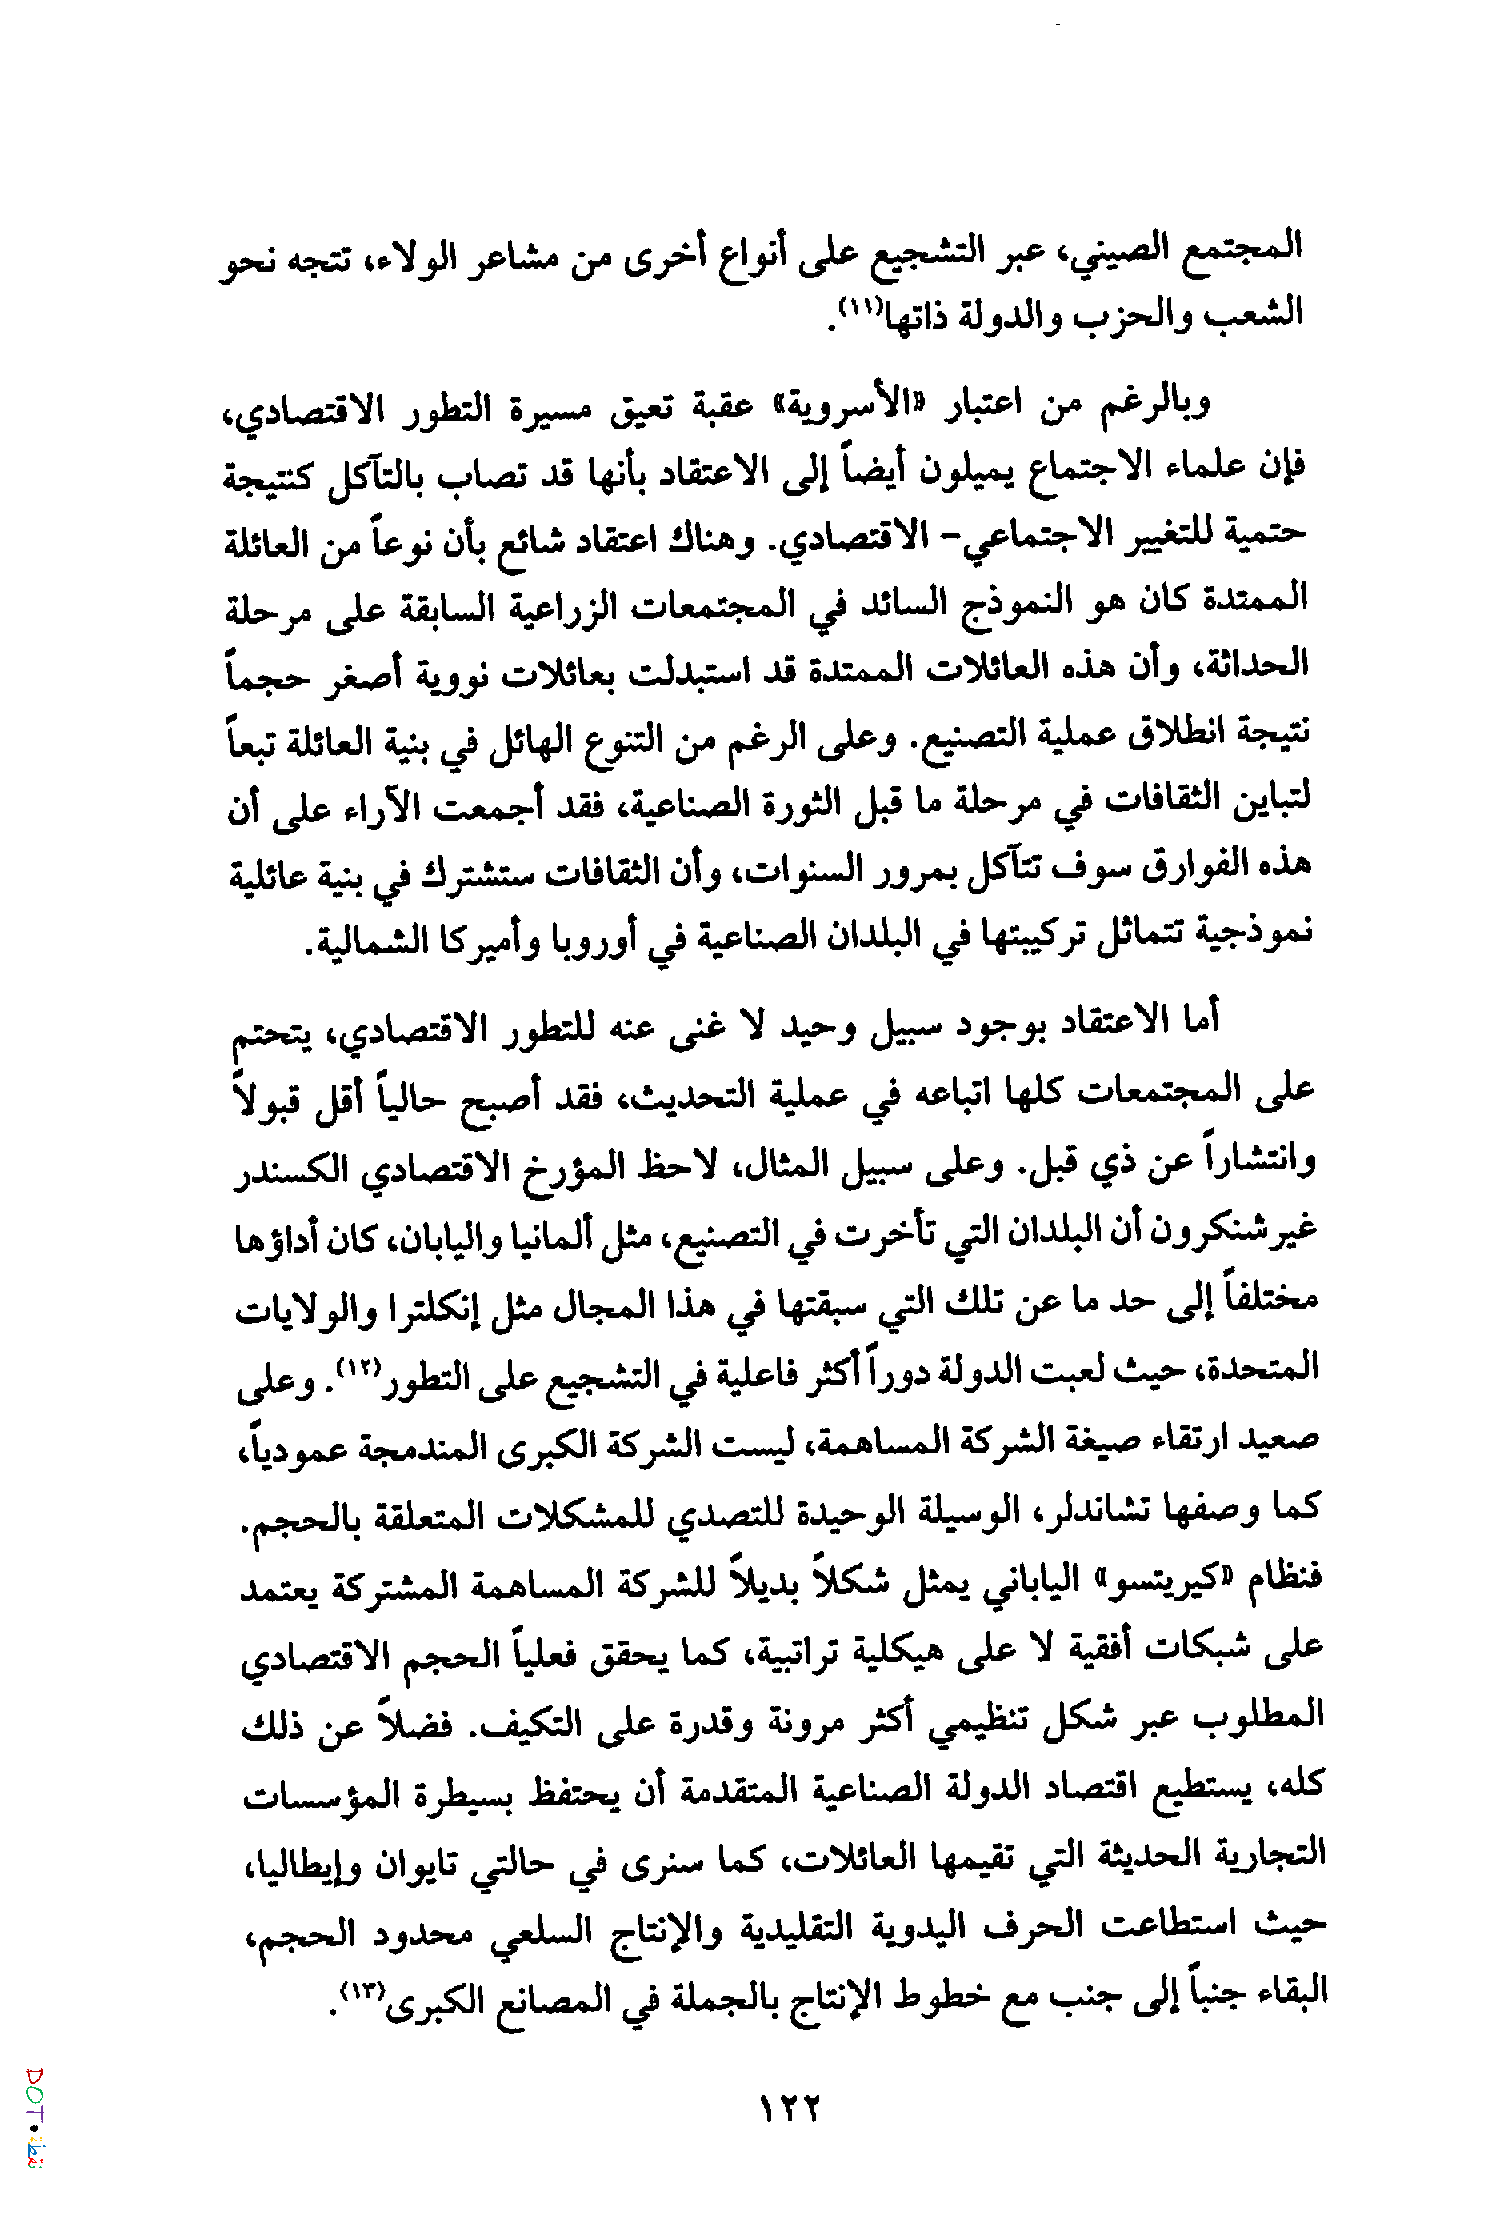 المجتمع الصيني، عبر التشجيع على أنواع أخرى من مشاعر الولاء، تتجه نحو
الشعب والحزب والدولة ذاتها(١١).
وبالرغم من اعتبار «الأسروية» عقبة تعيق مسيرة التطور الاقتصادي،
فإن علماء الاجتماع يميلون أيضاً إلى الاعتقاد بأنها قد تصاب بالتآكل كنتيجة
حتمية للتغيير الاجتماعي- الاقتصادي. وهناك اعتقاد شائع بأن نوعاً من العائلة
الممتدة كان هو النموذج السائد في المجتمعات الزراعية السابقة على مرحلة
الحداثة، وأن هذه العائلات الممتدة قد استبدلت بعائلات نووية أصغر حجماً
نتيجة انطلاق عملية التصنيع. وعلى الرغم من التنوع الهائل في بنية العائلة تبعاً
لتباين الثقافات في مرحلة ما قبل الثورة الصناعية، فقد أجمعت الآراء على أن
هذه الفوارق سوف تتآكل بمرور السنوات، وأن الثقافات ستشترك في بنية عائلية
نموذجية تتماثل تركيبتها في البلدان الصناعية في أوروبا وأميركا الشمالية.
أما الاعتقاد بوجود سبيل وحيد لا غنى عنه للتطور الاقتصادي، يتحتم
على المجتمعات كلها اتباعه في عملية التحديث، فقد أصبح حالياً أقل قبولاً
وانتشاراً عن ذي قبل. وعلى سبيل المثال، لاحظ المؤرخ الاقتصادي الكسندر
غيرشنكرون أن البلدان التي تأخرت في التصنيع، مثل ألمانيا واليابان، كان أداؤها
مختلفاً إلى حد ما عن تلك التي سبقتها في هذا المجال مثل إنكلترا والولايات
المتحدة، حيث لعبت الدولة دوراً أكثر فاعلية في التشجيع على التطور(١٢). وعلى
صعيد ارتقاء صيغة الشركة المساهمة، ليست الشركة الكبرى المندمجة عمودياً،
كما وصفها تشاندلر، الوسيلة الوحيدة للتصدي للمشكلات المتعلقة بالحجم.
فنظام «كيريتسو» الياباني يمثل شكلاً بديلاً للشركة المساهمة المشتركة يعتمد
على شبكات أفقية لا على هيكلية تراتبية، كما يحقق فعلياً الحجم الاقتصادي
المطلوب عبر شكل تنظيمي أكثر مرونة وقدرة على التكيف. فضلاً عن ذلك
كله، يستطيع اقتصاد الدولة الصناعية المتقدمة أن يحتفظ بسيطرة المؤسسات
التجارية الحديثة التي تقيمها العائلات، كما سنرى في حالتي تايوان وإيطاليا،
حيث استطاعت الحرف اليدوية التقليدية والإنتاج السلعي محدود الحجم،
البقاء جنباً إلى جنب مع خطوط الإنتاج بالجملة في المصانع الكبرى(١٣).
١٢٢
DOT•نقطة